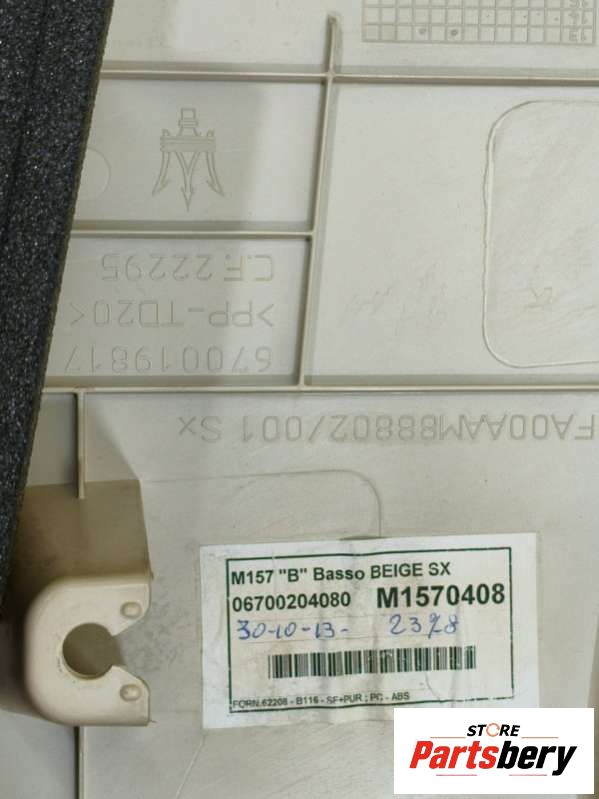 C.F. 22295
>PP-TD20<
670019817
FA00AM88802/001 Sx
M157 "B" Basso BEIGE SX
06700204080 M1570408
30-10-13- 2378
FORN.62208 - B116 - SF+PUR ; PC - ABS
STORE
Partsbery